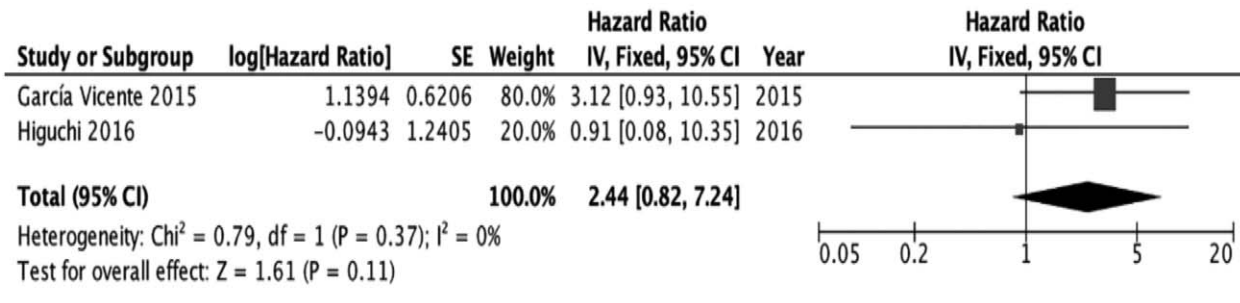 Hazard Ratio Hazard Ratio
Study or Subgroup log[Hazard Ratio] SE Weight IV, Fixed, 95% CI Year IV, Fixed, 95% CI
García Vicente 2015 1.1394 0.6206 80.0% 3.12 [0.93, 10.55] 2015
Higuchi 2016 −0.0943 1.2405 20.0% 0.91 [0.08, 10.35] 2016
Total (95% CI) 100.0% 2.44 [0.82, 7.24]
Heterogeneity: Chi² = 0.79, df = 1 (P = 0.37); I² = 0%
Test for overall effect: Z = 1.61 (P = 0.11)
0.05 0.2 1 5 20